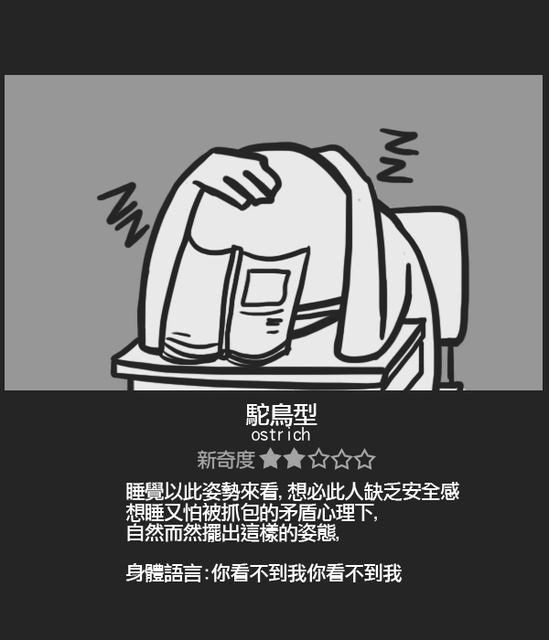 駝鳥型
ostrich
新奇度★★☆☆☆
睡覺以此姿勢來看,想必此人缺乏安全感
想睡又怕被抓包的矛盾心理下,
自然而然擺出這樣的姿態,
身體語言:你看不到我你看不到我